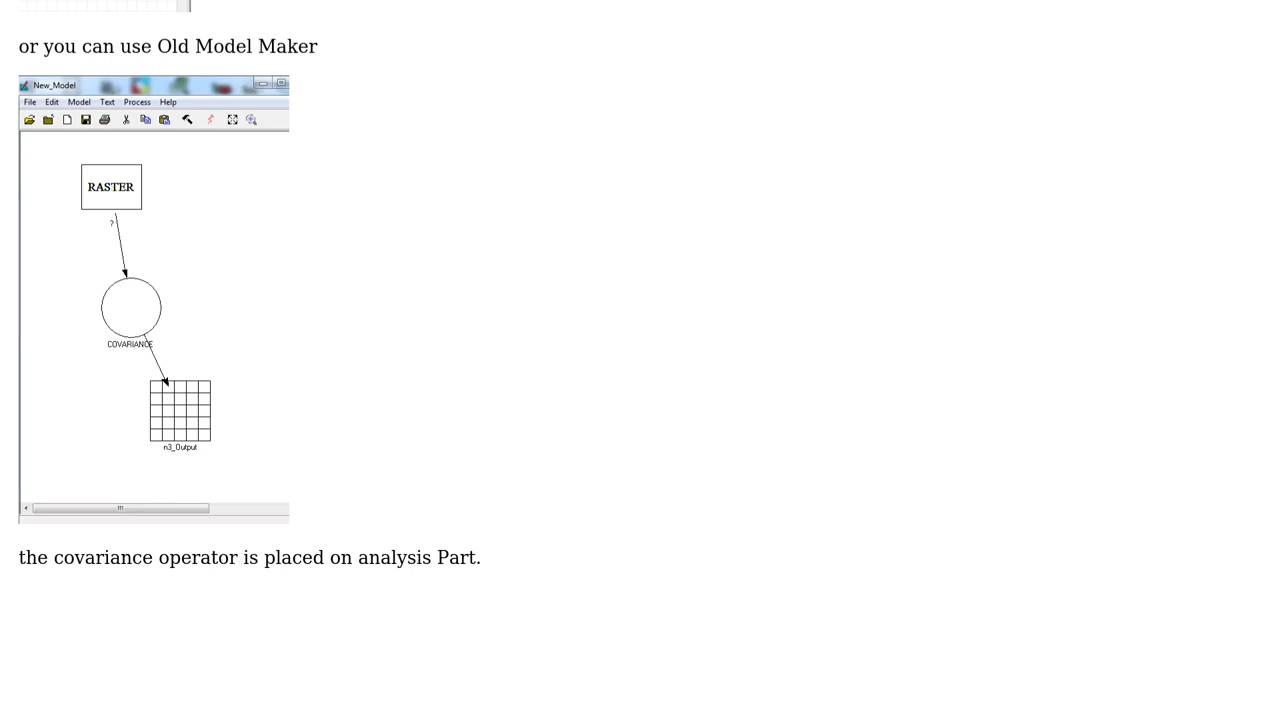 or you can use Old Model Maker
New_Model
File Edit Model Text Process Help
RASTER
?
COVARIANCE
n3_Output
the covariance operator is placed on analysis Part.